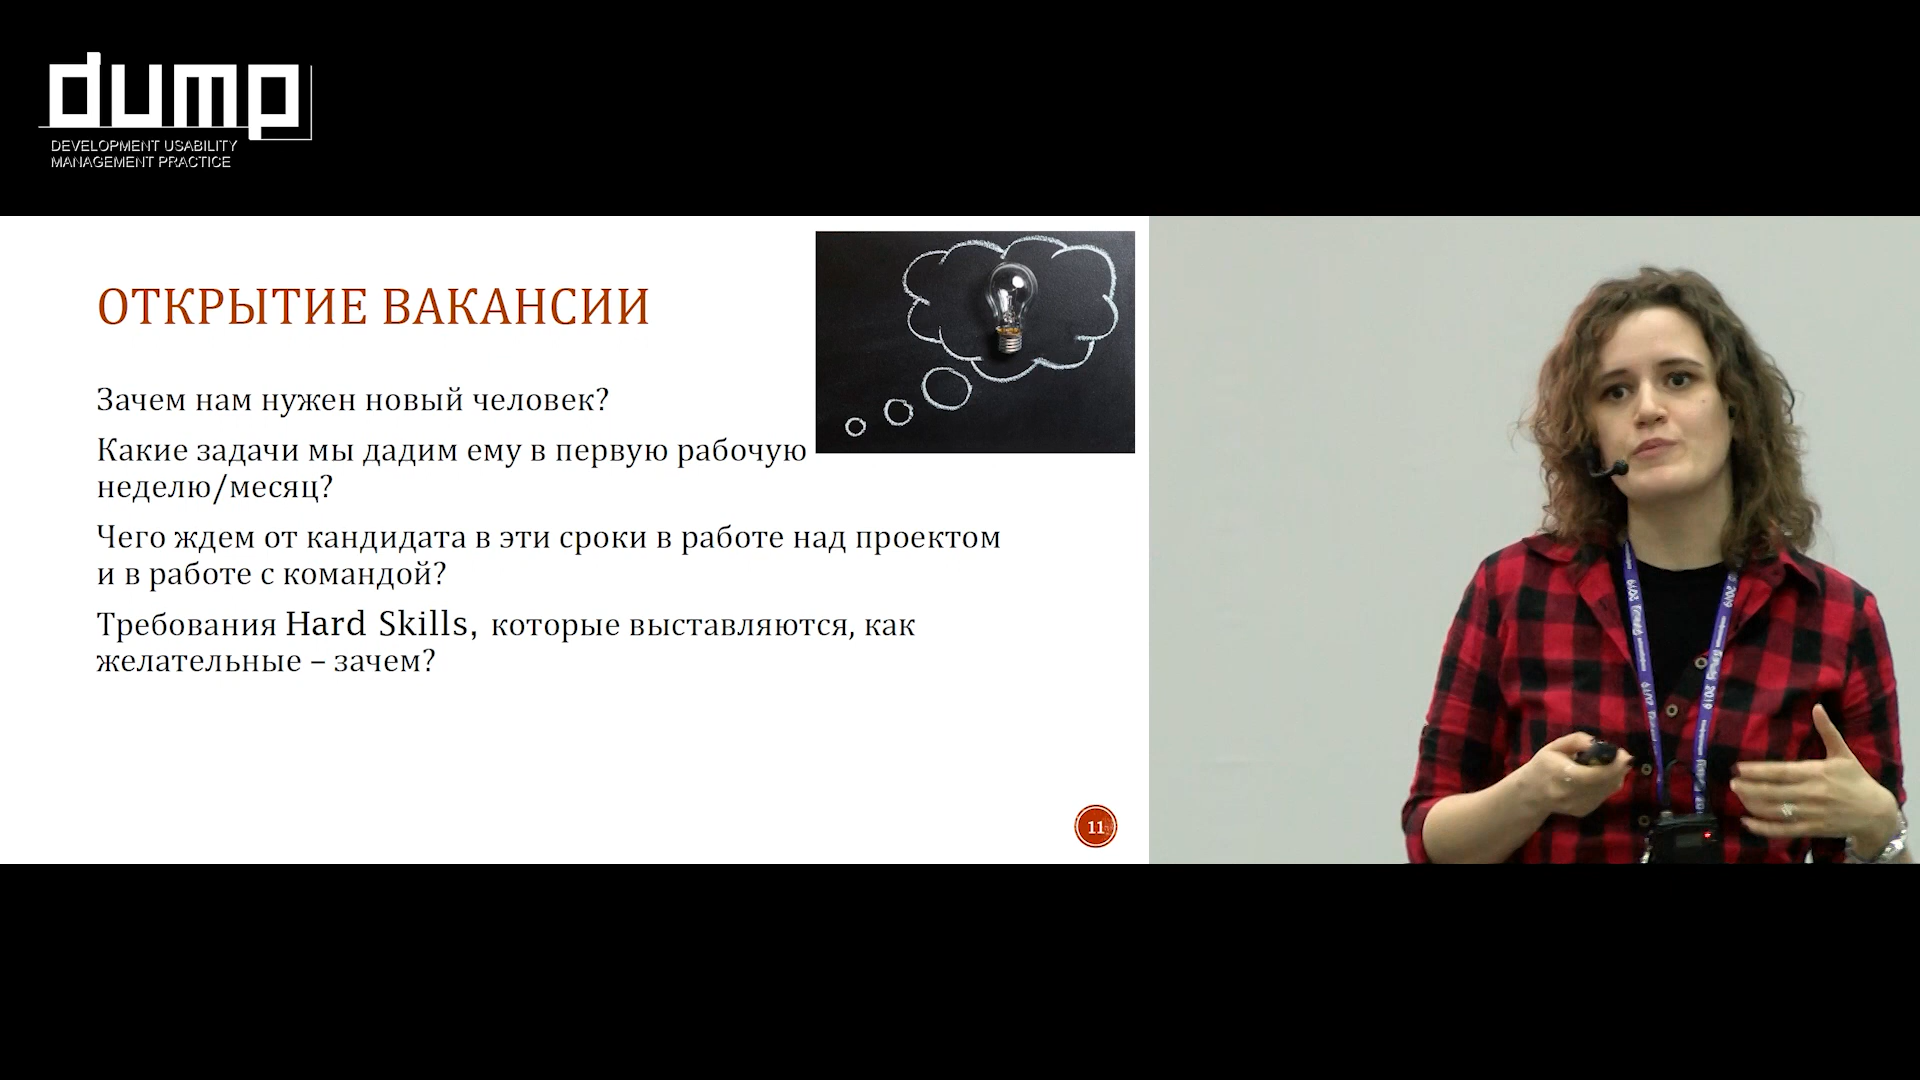 dump
DEVELOPMENT USABILITY
MANAGEMENT PRACTICE
ОТКРЫТИЕ ВАКАНСИИ
Зачем нам нужен новый человек?
Какие задачи мы дадим ему в первую рабочую
неделю/месяц?
Чего ждем от кандидата в эти сроки в работе над проектом
и в работе с командой?
Требования Hard Skills, которые выставляются, как
желательные – зачем?
11
2019